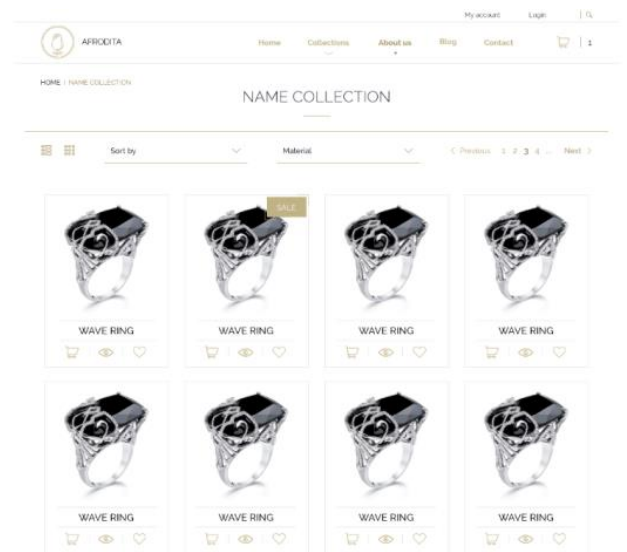 My account Login
AFRODITA Home Collections About us Blog Contact 1
HOME / NAME COLLECTION
NAME COLLECTION
Sort by Material < Previous 1 2 3 4 ... Next >
SALE
WAVE RING WAVE RING WAVE RING WAVE RING
WAVE RING WAVE RING WAVE RING WAVE RING